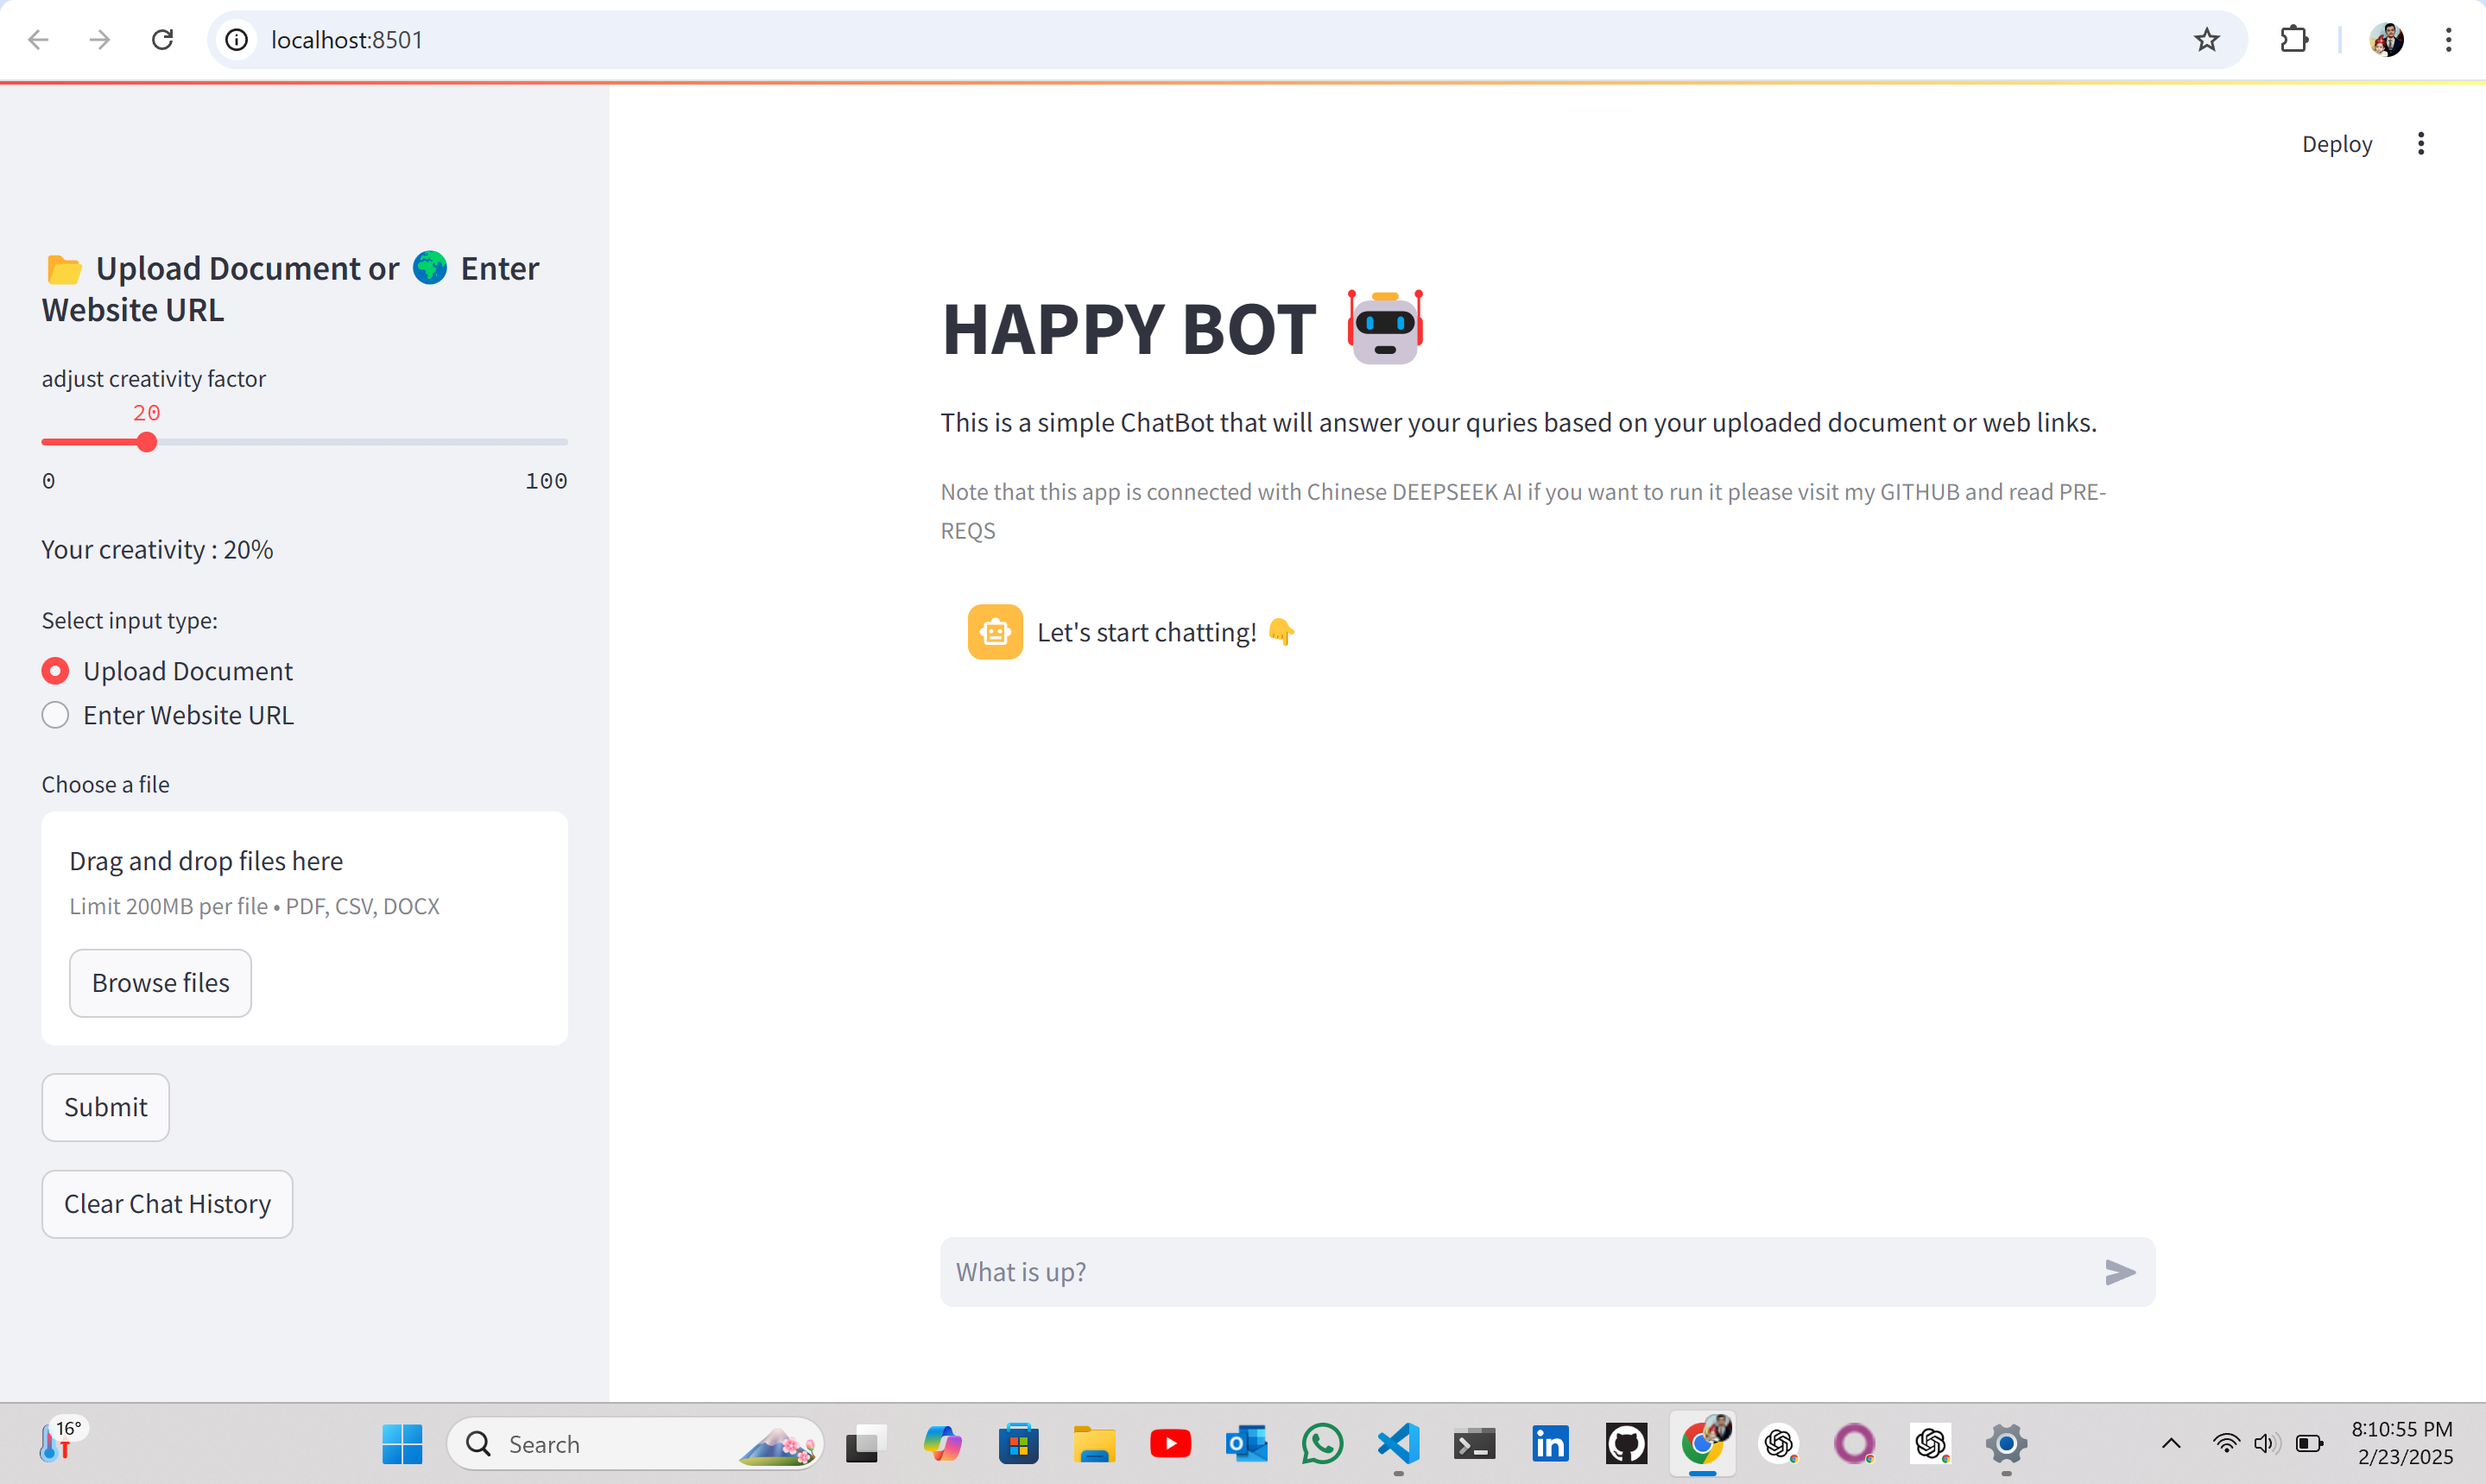 localhost:8501
Deploy
📂 Upload Document or 🌍 Enter
Website URL
adjust creativity factor
20
0 100
Your creativity : 20%
Select input type:
Upload Document
Enter Website URL
Choose a file
Drag and drop files here
Limit 200MB per file • PDF, CSV, DOCX
Browse files
Submit
Clear Chat History
HAPPY BOT 🤖
This is a simple ChatBot that will answer your quries based on your uploaded document or web links.
Note that this app is connected with Chinese DEEPSEEK AI if you want to run it please visit my GITHUB and read PRE-
REQS
Let's start chatting! 👇
What is up?
16°
Search
8:10:55 PM
2/23/2025